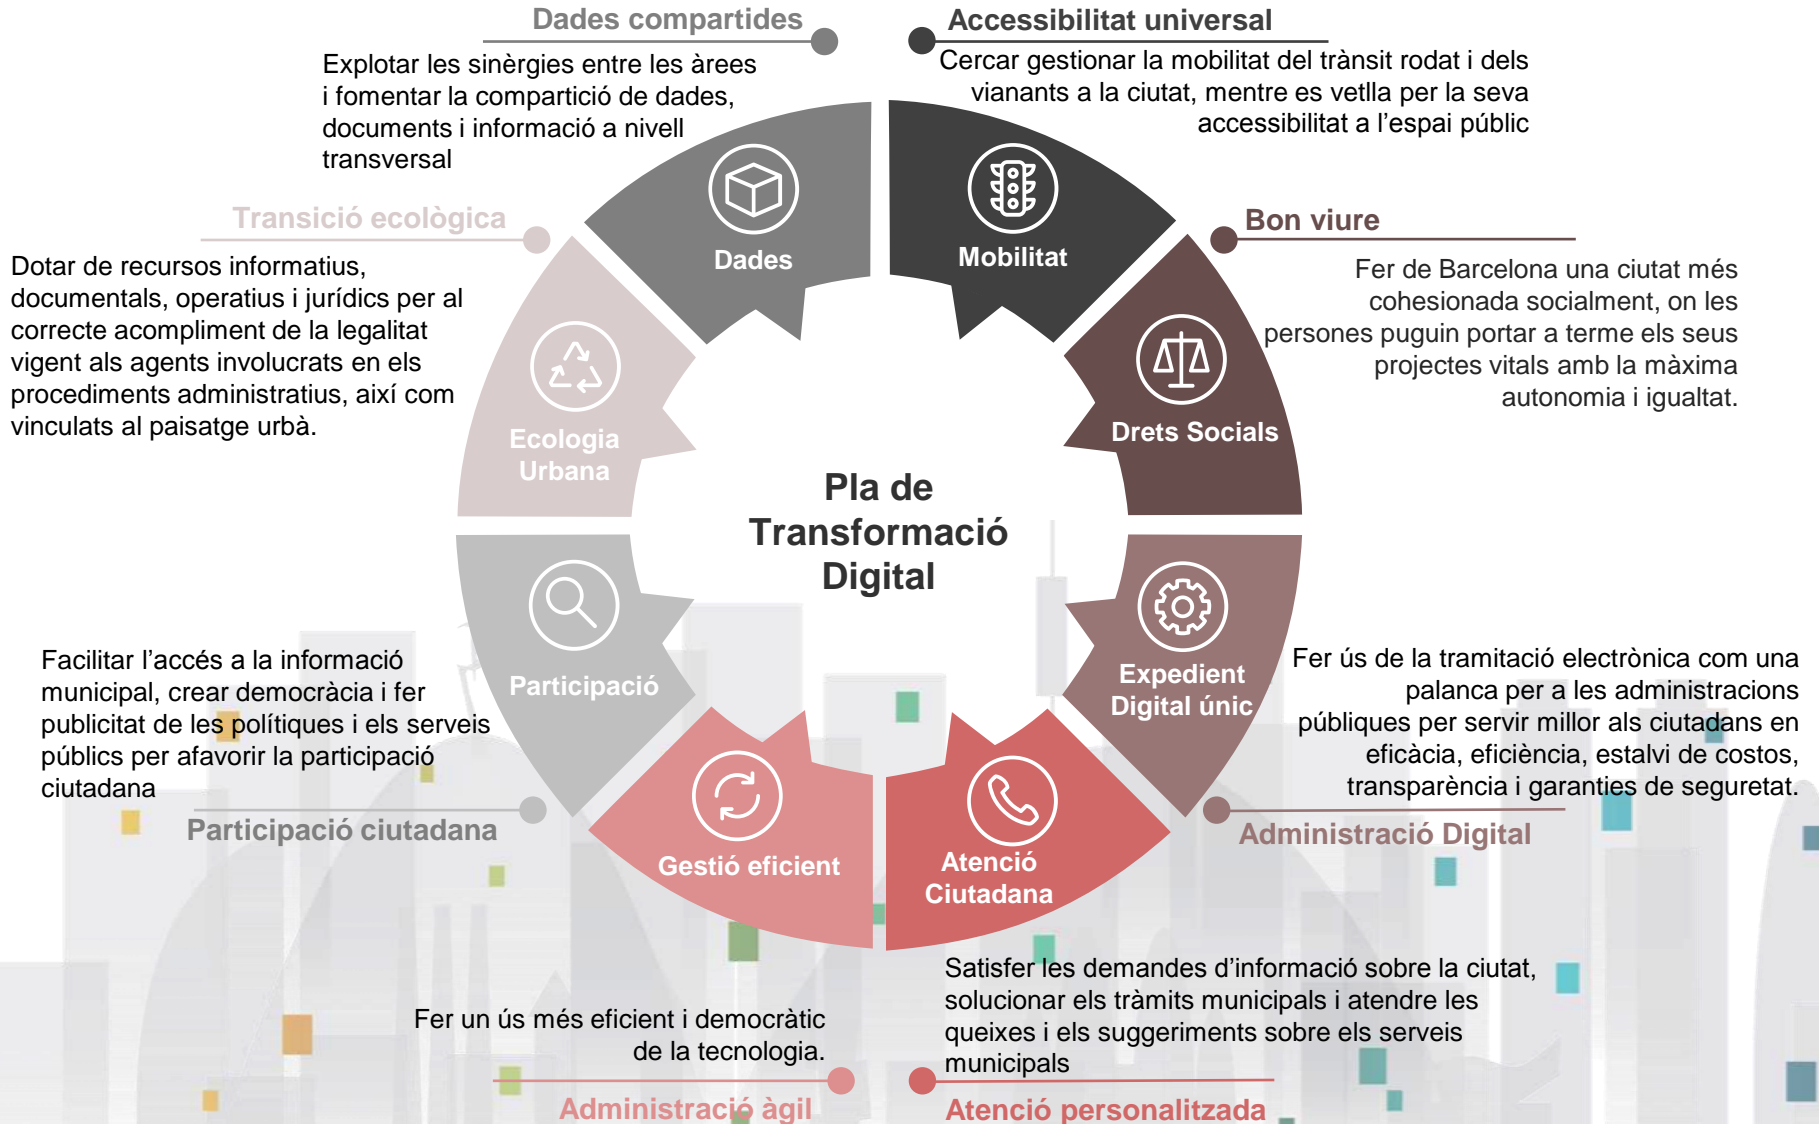 Dades compartides
Explotar les sinèrgies entre les àrees
i fomentar la compartició de dades,
documents i informació a nivell
transversal
Accessibilitat universal
Cercar gestionar la mobilitat del trànsit rodat i dels
vianants a la ciutat, mentre es vetlla per la seva
accessibilitat a l’espai públic
Transició ecològica
Dotar de recursos informatius,
documentals, operatius i jurídics per al
correcte acompliment de la legalitat
vigent als agents involucrats en els
procediments administratius, així com
vinculats al paisatge urbà.
Bon viure
Fer de Barcelona una ciutat més
cohesionada socialment, on les
persones puguin portar a terme els seus
projectes vitals amb la màxima
autonomia i igualtat.
Dades
Mobilitat
Ecologia
Urbana
Drets Socials
Pla de
Transformació
Digital
Participació
Expedient
Digital únic
Gestió eficient
Atenció
Ciutadana
Facilitar l’accés a la informació
municipal, crear democràcia i fer
publicitat de les polítiques i els serveis
públics per afavorir la participació
ciutadana
Participació ciutadana
Fer ús de la tramitació electrònica com una
palanca per a les administracions
públiques per servir millor als ciutadans en
eficàcia, eficiència, estalvi de costos,
transparència i garanties de seguretat.
Administració Digital
Fer un ús més eficient i democràtic
de la tecnologia.
Administració àgil
Satisfer les demandes d’informació sobre la ciutat,
solucionar els tràmits municipals i atendre les
queixes i els suggeriments sobre els serveis
municipals
Atenció personalitzada